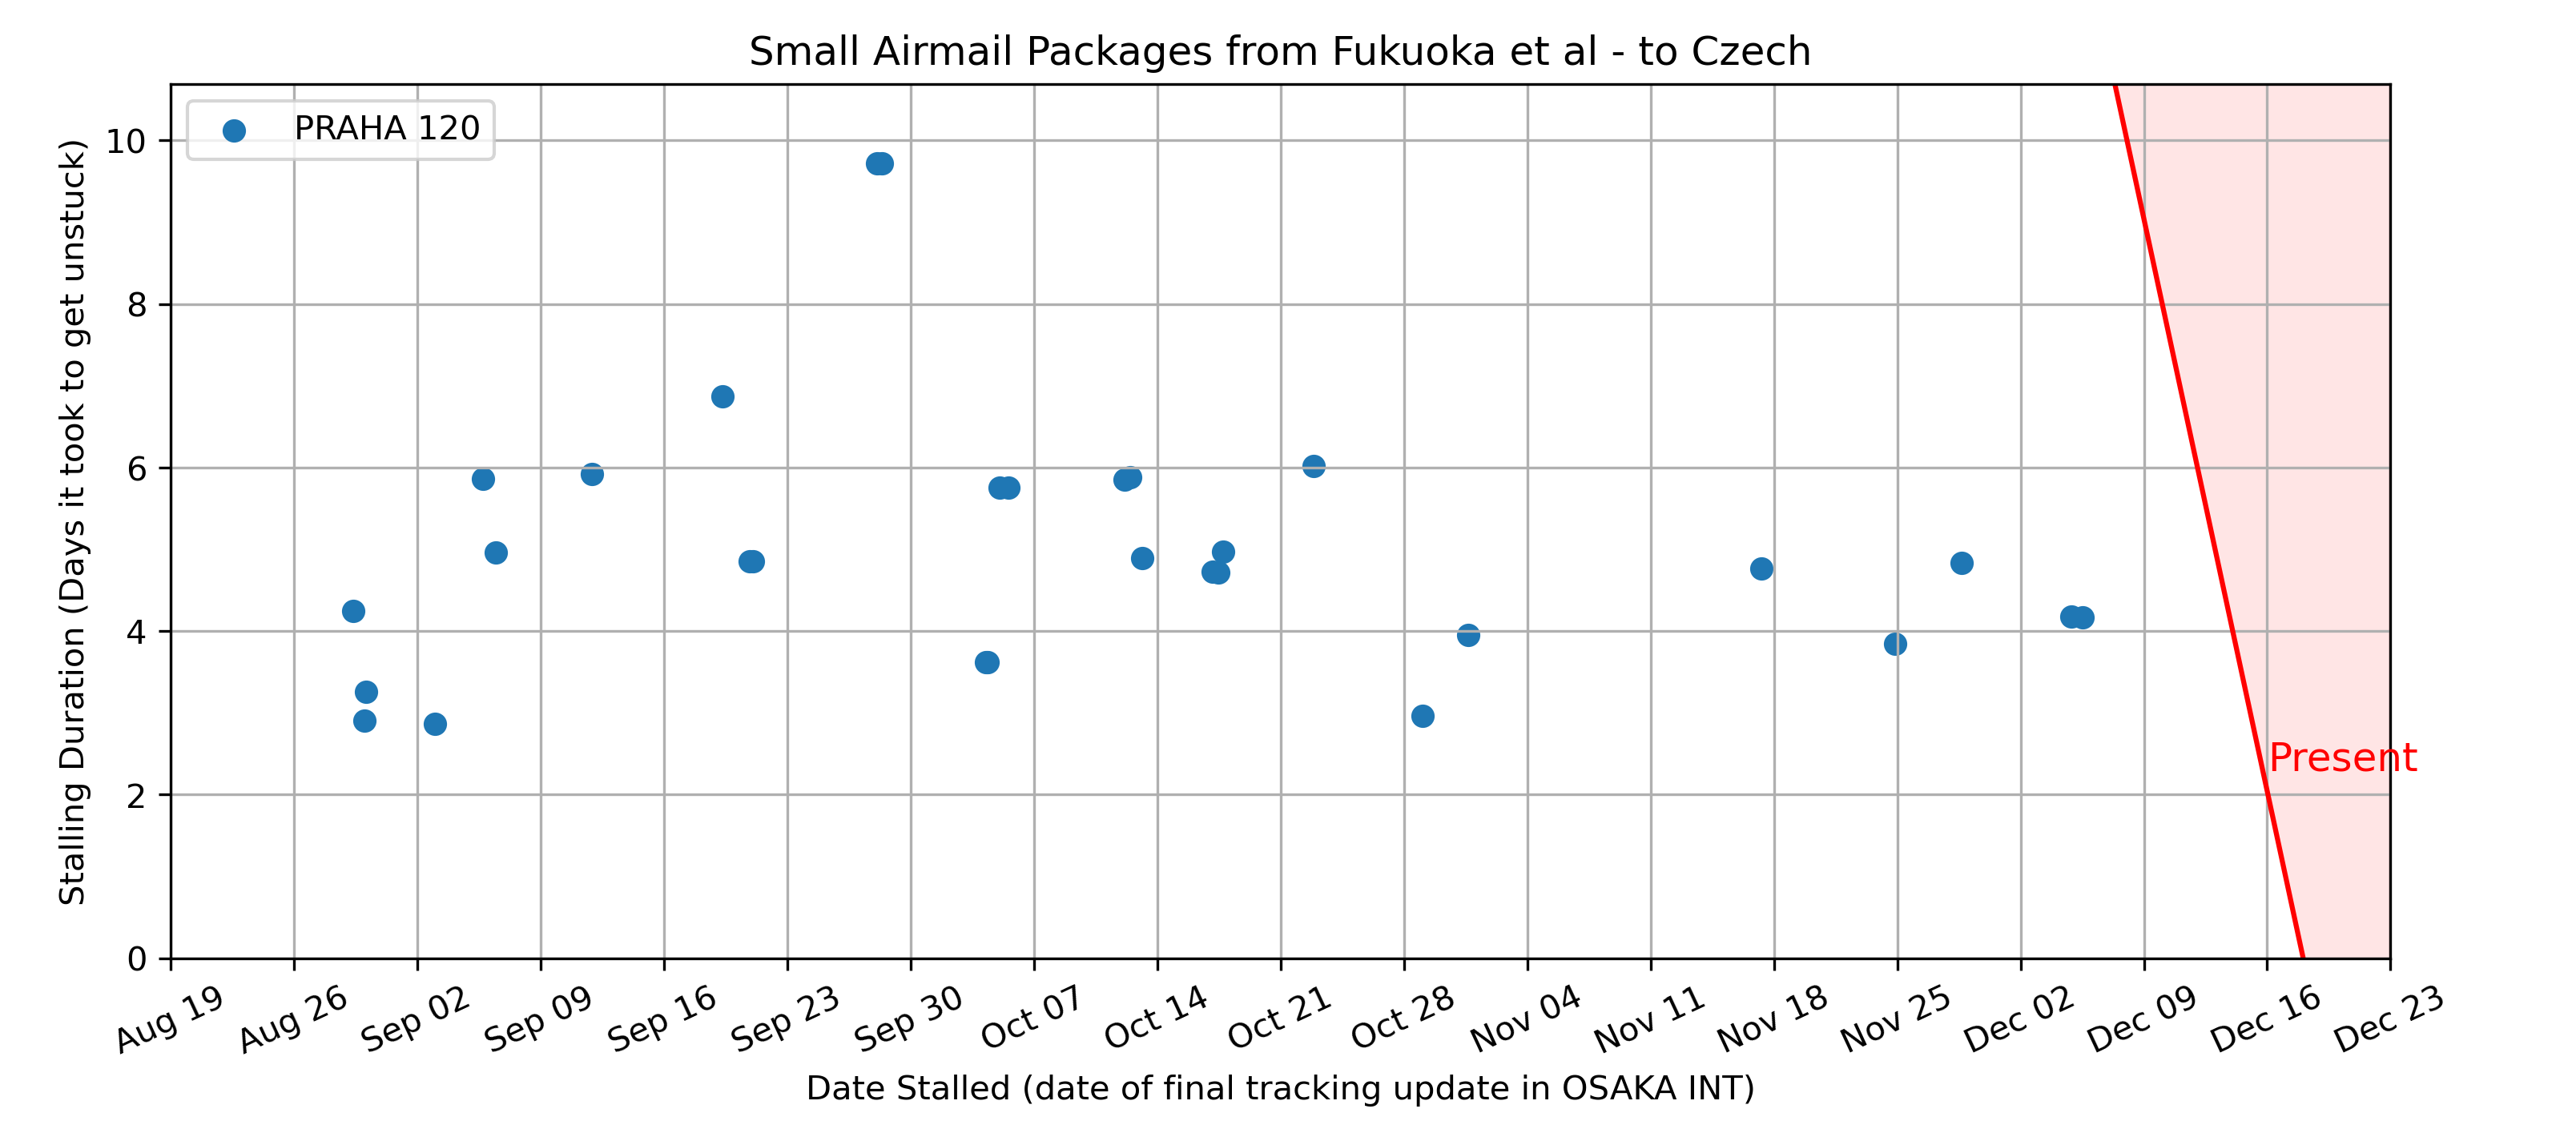 Small Airmail Packages from Fukuoka et al - to Czech
PRAHA 120
Stalling Duration (Days it took to get unstuck)
10
8
6
4
2
0
Present
Aug 19
Aug 26
Sep 02
Sep 09
Sep 16
Sep 23
Sep 30
Oct 07
Oct 14
Oct 21
Oct 28
Nov 04
Nov 11
Nov 18
Nov 25
Dec 02
Dec 09
Dec 16
Dec 23
Date Stalled (date of final tracking update in OSAKA INT)